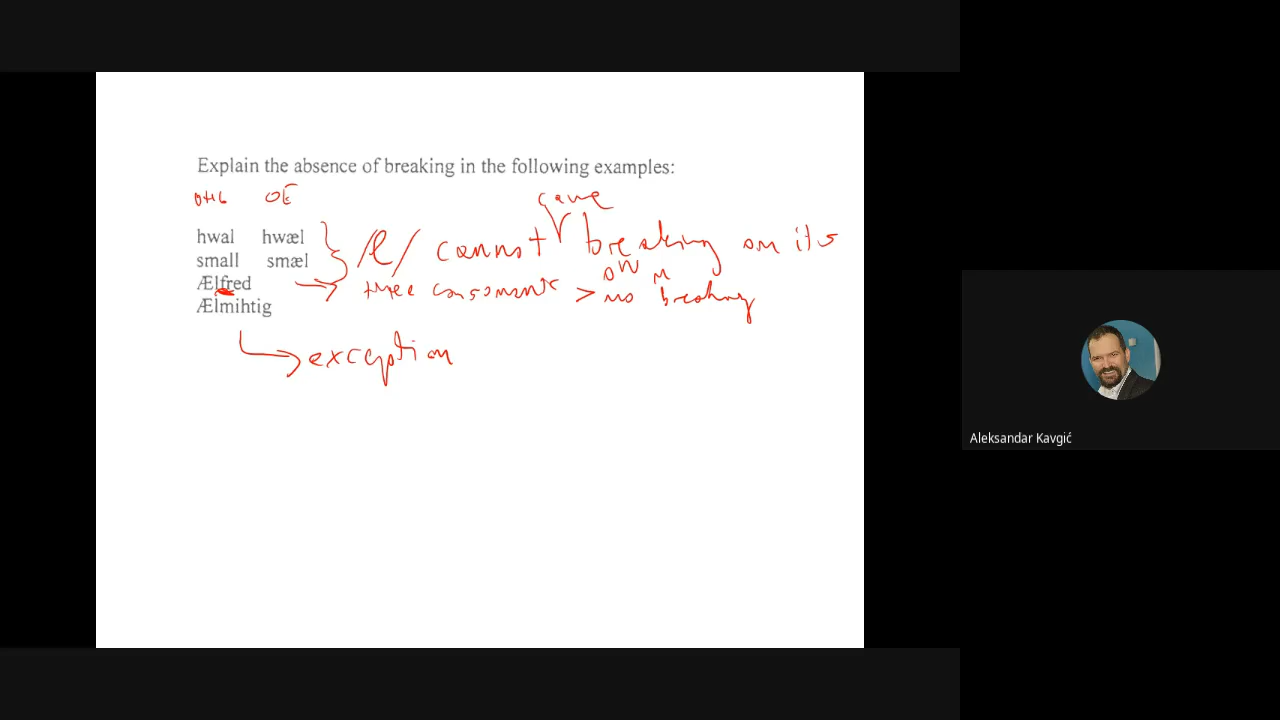 Explain the absence of breaking in the following examples:
OHG OE
cause
hwal hwæl
/l/ cannot breaking on its
small smæl
own
Ælfred
three consonants > no breaking
Ælmihtig
exception
Aleksandar Kavgić